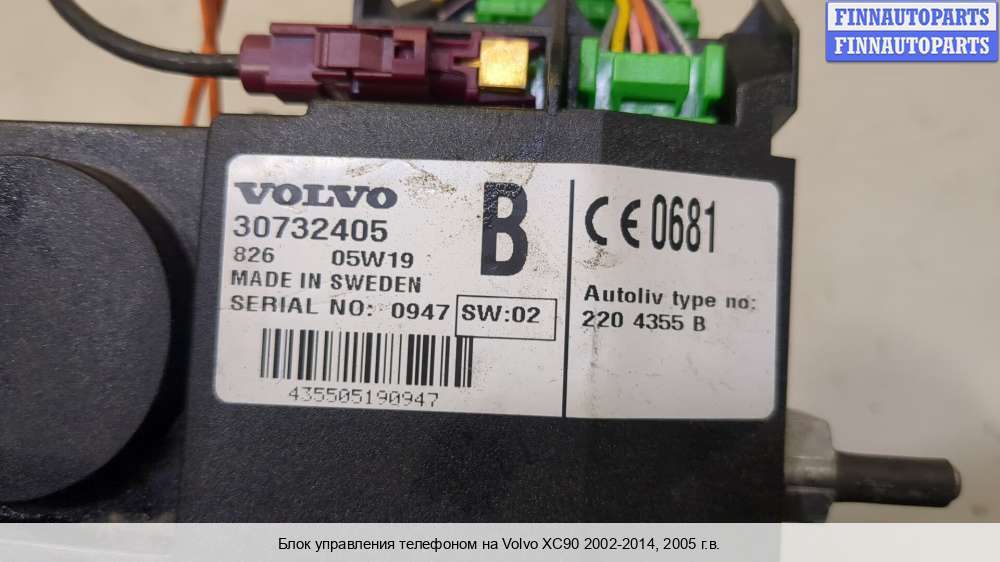 FINNAUTOPARTS
FINNAUTOPARTS
VOLVO
30732405
826 05W19
MADE IN SWEDEN
SERIAL NO: 0947 SW:02
435505190947
B
CE 0681
Autoliv type no:
220 4355 B
Блок управления телефоном на Volvo XC90 2002-2014, 2005 г.в.